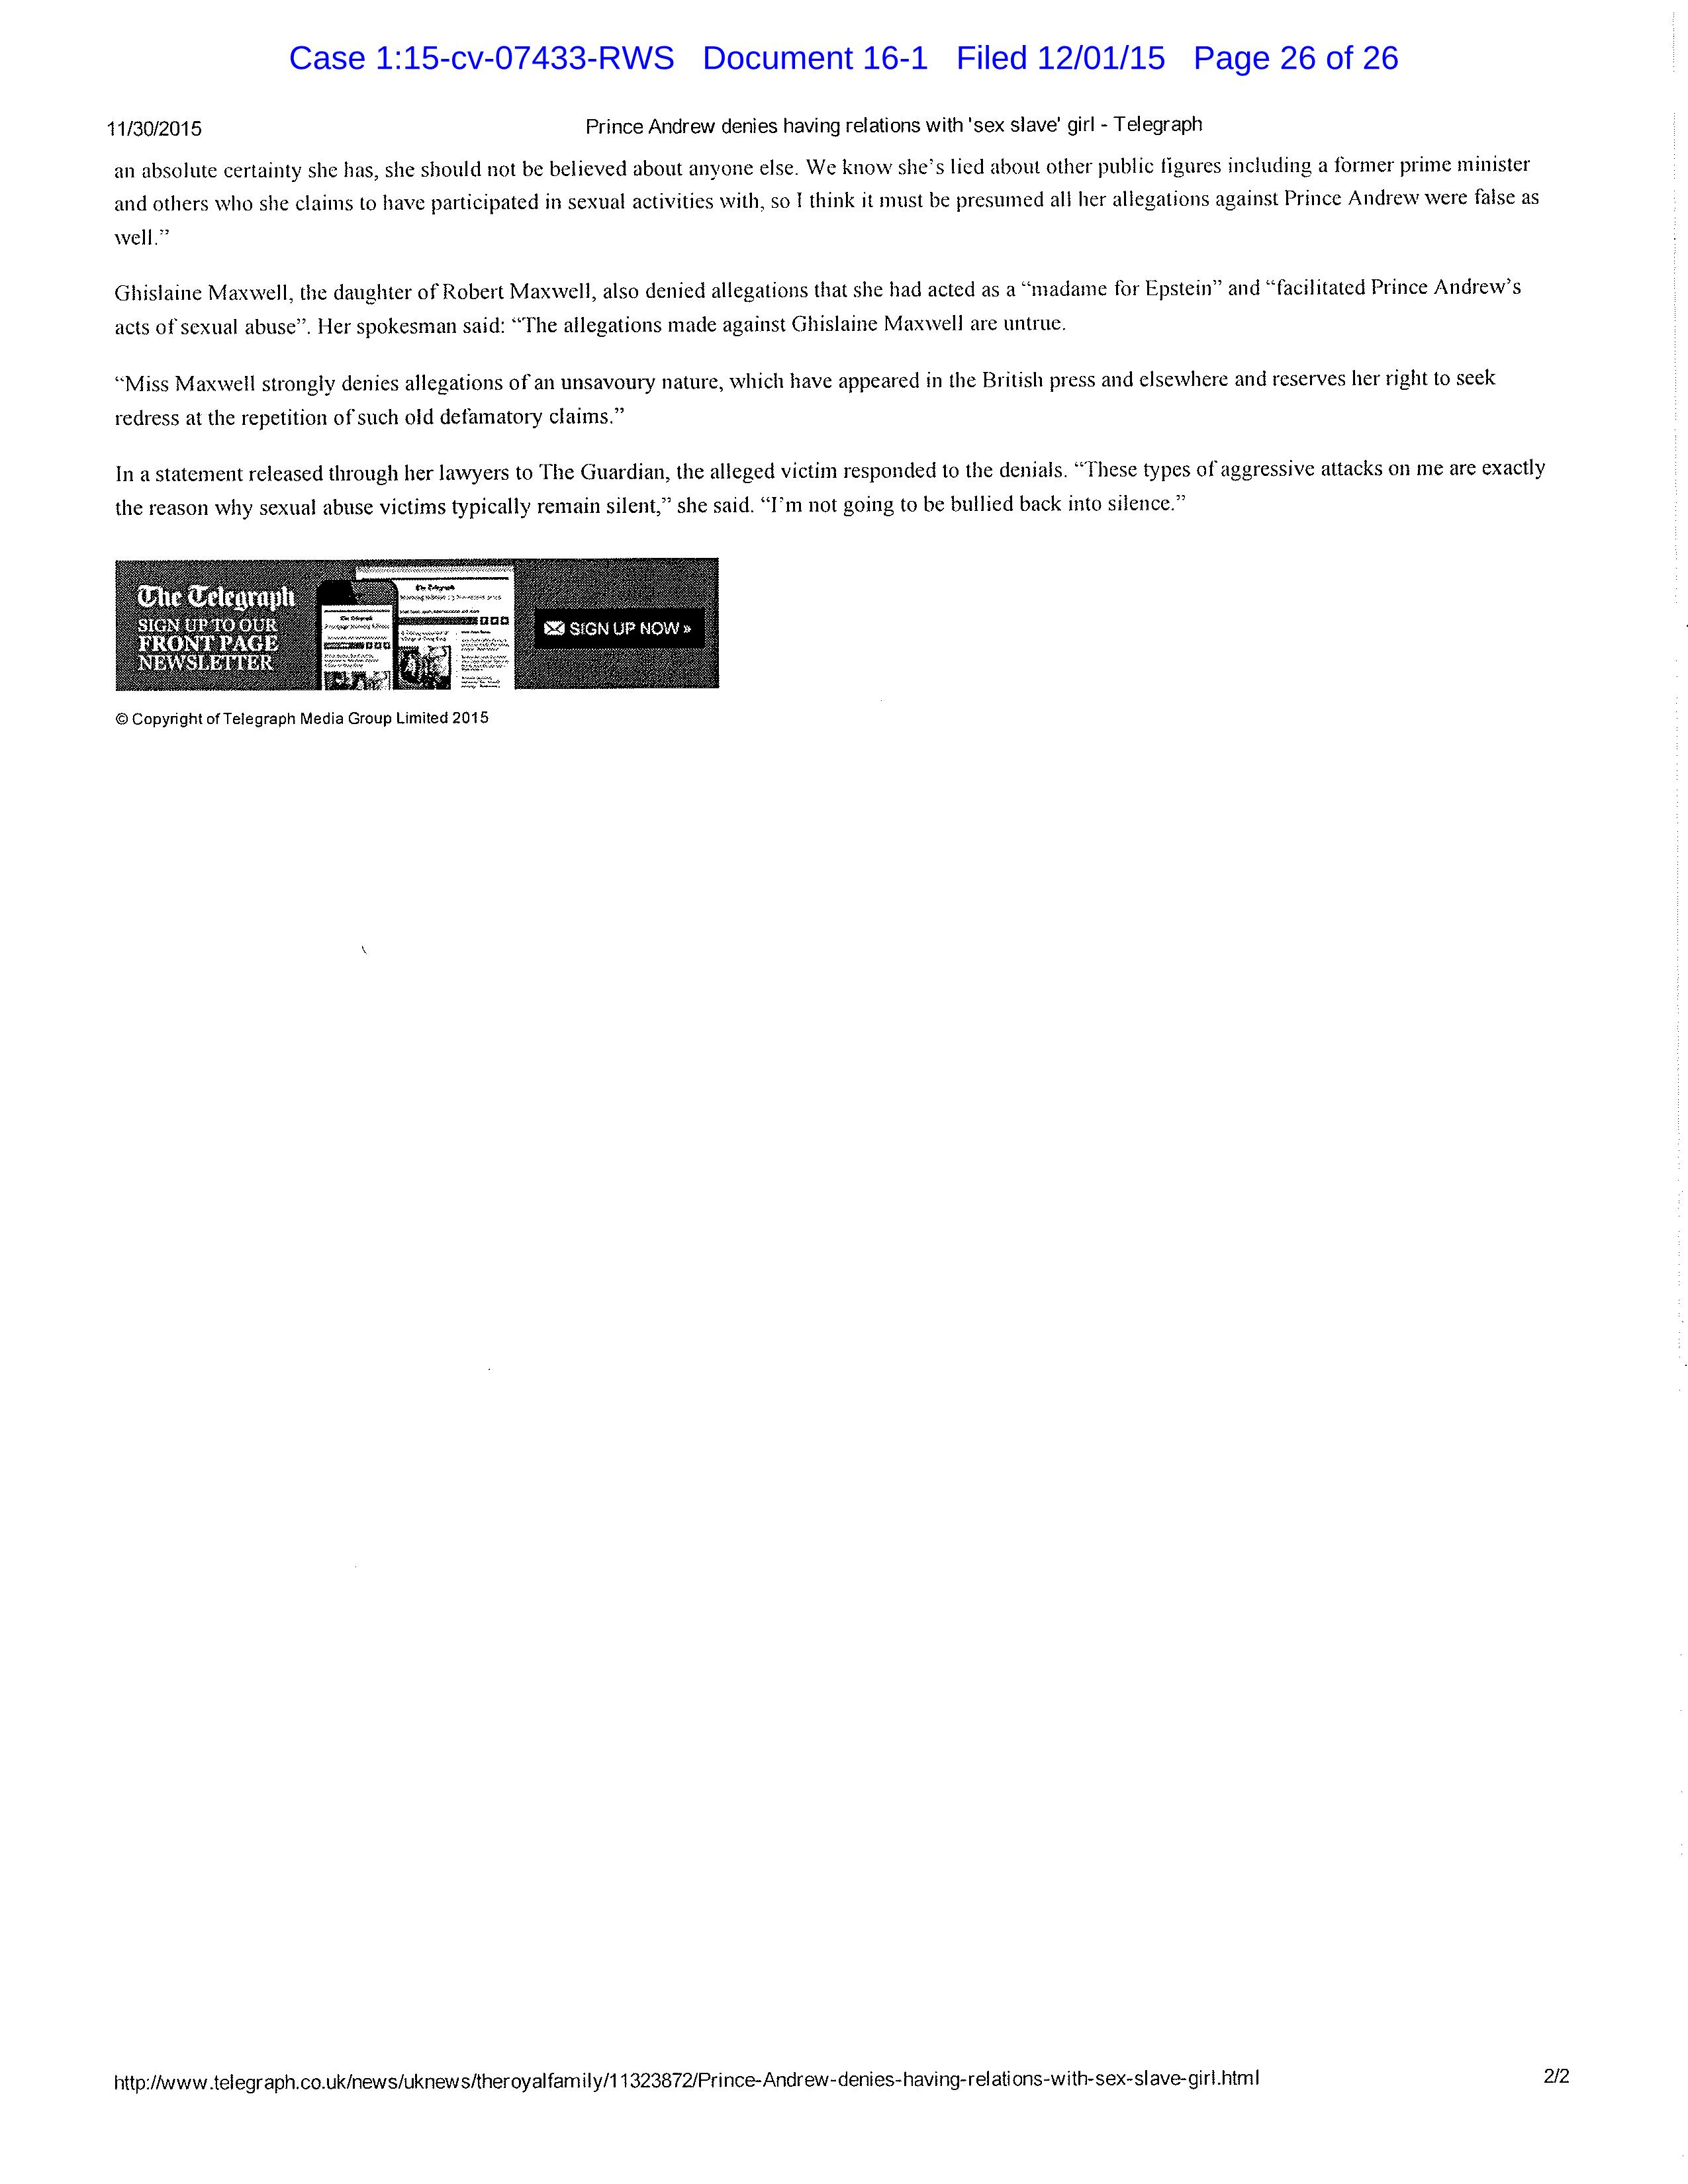 Case 1:15-cv-07433-RWS Document 16-1 Filed 12/01/15 Page 26 of 26
11/30/2015 Prince Andrew denies having relations with 'sex slave' girl - Telegraph
an absolute certainty she has, she should not be believed about anyone else. We know she's lied about other public figures including a former prime minister
and others who she claims to have participated in sexual activities with, so I think it must be presumed all her allegations against Prince Andrew were false as
well.”
Ghislaine Maxwell, the daughter of Robert Maxwell, also denied allegations that she had acted as a “madame for Epstein” and “facilitated Prince Andrew's
acts of sexual abuse”. Her spokesman said: “The allegations made against Ghislaine Maxwell are untrue.
“Miss Maxwell strongly denies allegations of an unsavoury nature, which have appeared in the British press and elsewhere and reserves her right to seek
redress at the repetition of such old defamatory claims.”
In a statement released through her lawyers to The Guardian, the alleged victim responded to the denials. “These types of aggressive attacks on me are exactly
the reason why sexual abuse victims typically remain silent,” she said. “I'm not going to be bullied back into silence.”
The Telegraph
SIGN UP TO OUR
FRONT PAGE
NEWSLETTER
The Telegraph
The Telegraph
SIGN UP NOW »
© Copyright of Telegraph Media Group Limited 2015
http://www.telegraph.co.uk/news/uknews/theroyalfamily/11323872/Prince-Andrew-denies-having-relations-with-sex-slave-girl.html 2/2